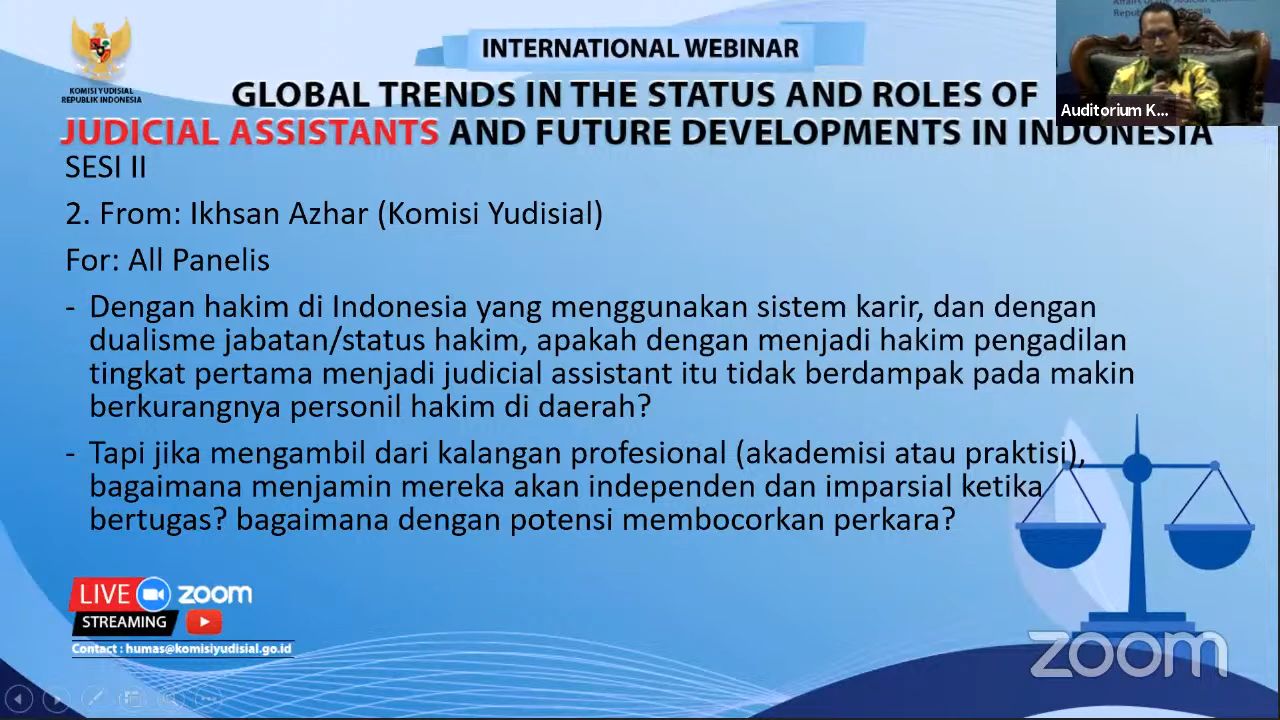 KOMISI YUDISIAL
REPUBLIK INDONESIA
INTERNATIONAL WEBINAR
GLOBAL TRENDS IN THE STATUS AND ROLES OF
JUDICIAL ASSISTANTS AND FUTURE DEVELOPMENTS IN INDONESIA
Auditorium K...
SESI II
2. From: Ikhsan Azhar (Komisi Yudisial)
For: All Panelis
- Dengan hakim di Indonesia yang menggunakan sistem karir, dan dengan
dualisme jabatan/status hakim, apakah dengan menjadi hakim pengadilan
tingkat pertama menjadi judicial assistant itu tidak berdampak pada makin
berkurangnya personil hakim di daerah?
- Tapi jika mengambil dari kalangan profesional (akademisi atau praktisi),
bagaimana menjamin mereka akan independen dan imparsial ketika
bertugas? bagaimana dengan potensi membocorkan perkara?
LIVE zoom
STREAMING
Contact : humas@komisiyudisial.go.id
zoom